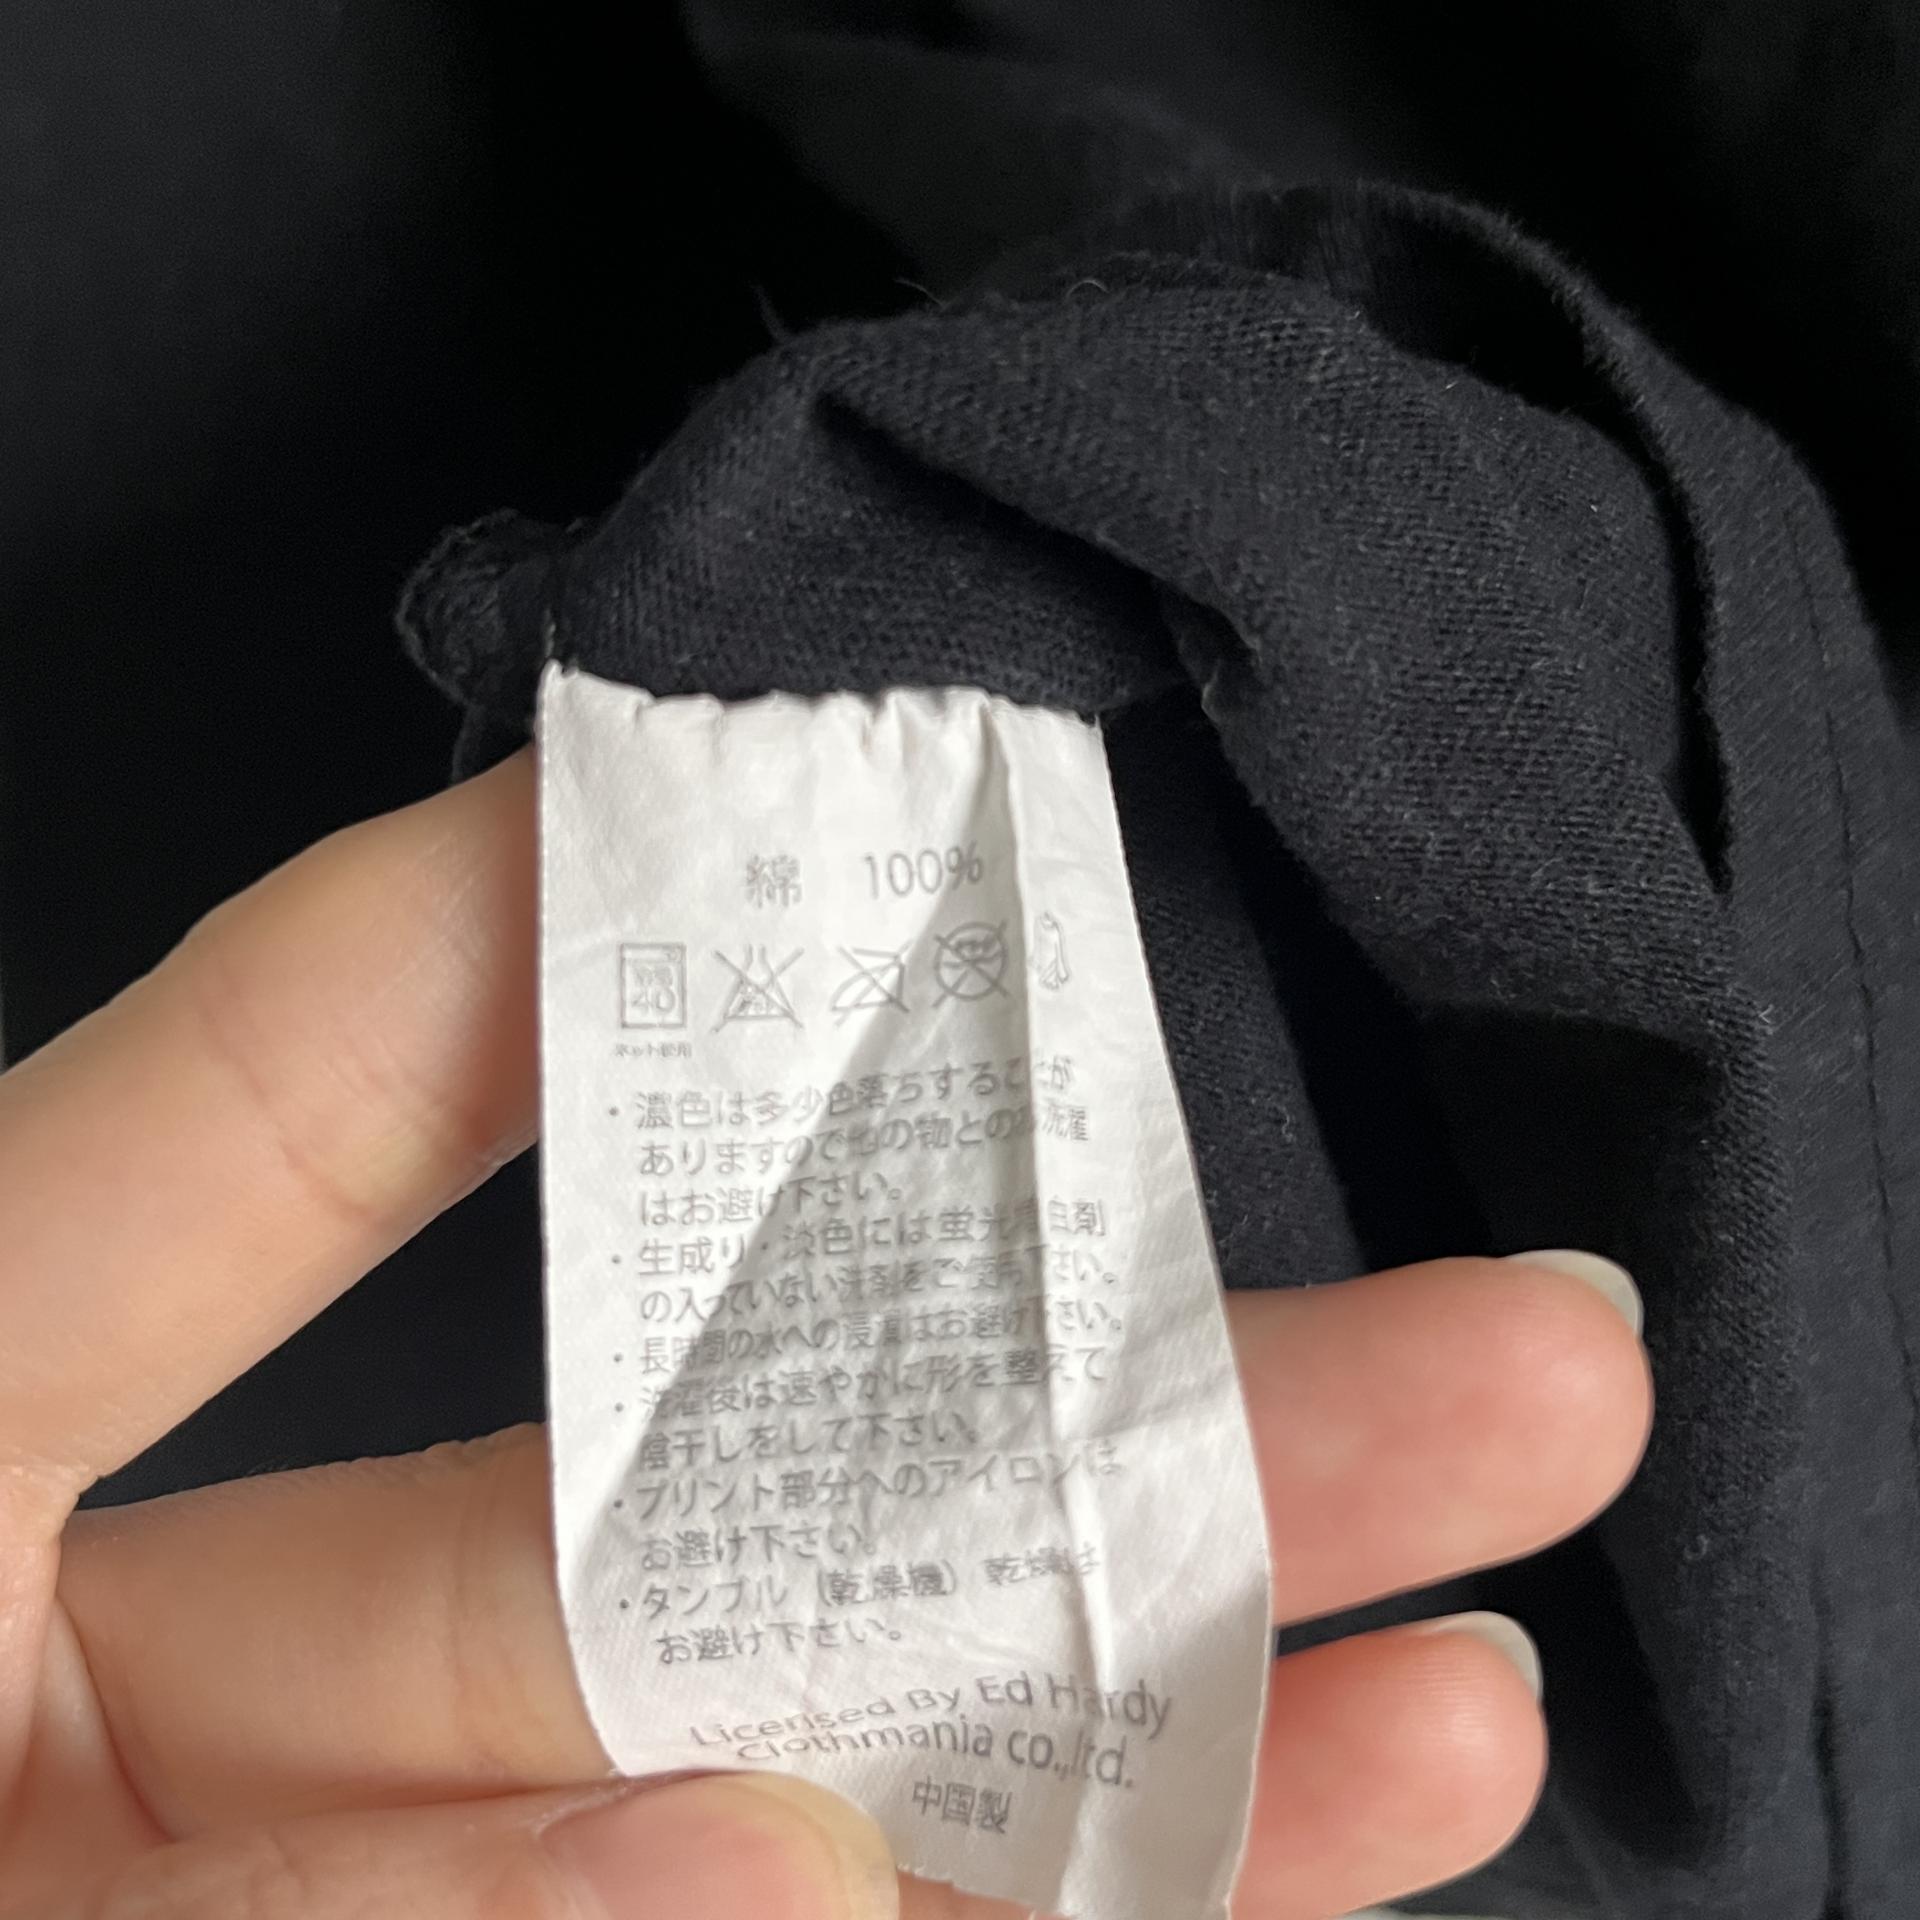 綿 100%
40
ネット使用
・濃色は多少色落ちすることが
ありますので他の物とのお洗濯
はお避け下さい。
・生成り・淡色には蛍光増白剤
の入っていない洗剤をご使用下さい。
・長時間の水への浸漬はお避け下さい。
・洗濯後は速やかに形を整えて
陰干しをして下さい。
・プリント部分へのアイロンは
お避け下さい。
・タンブル(乾燥機)乾燥は
お避け下さい。
Licensed By Ed Hardy
Clothmania co.,ltd.
中国製